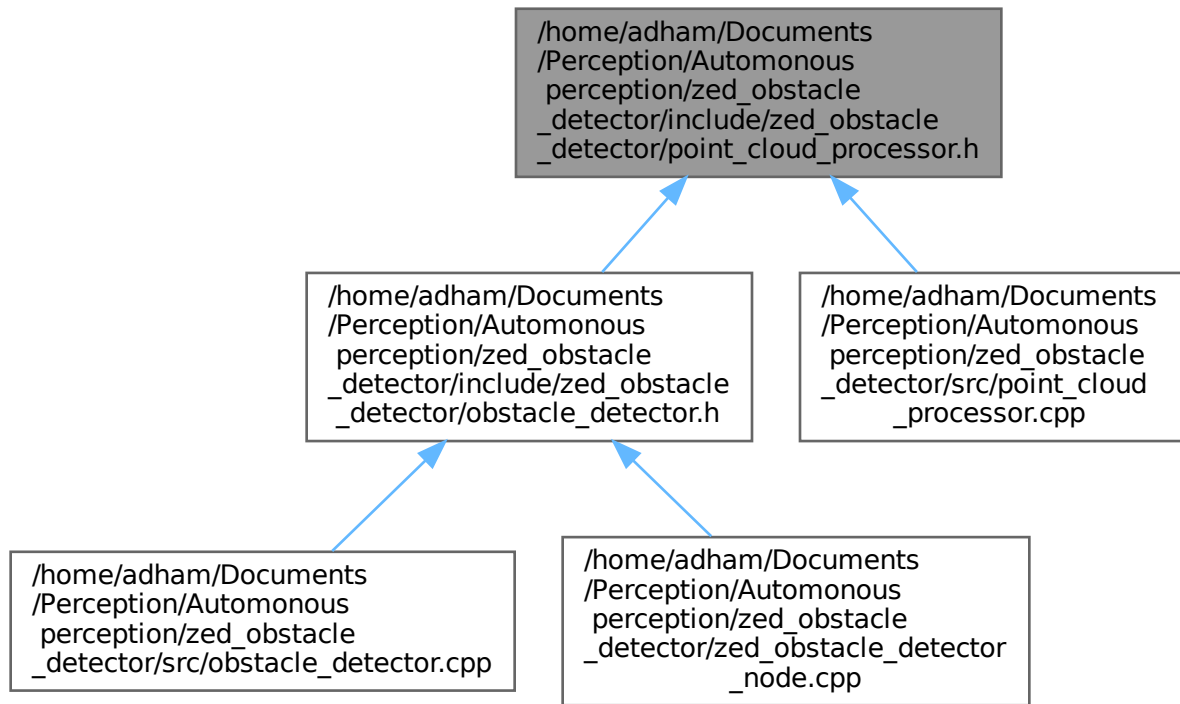 /home/adham/Documents
/Perception/Automonous
perception/zed_obstacle
_detector/include/zed_obstacle
_detector/point_cloud_processor.h
/home/adham/Documents
/Perception/Automonous
perception/zed_obstacle
_detector/include/zed_obstacle
_detector/obstacle_detector.h
/home/adham/Documents
/Perception/Automonous
perception/zed_obstacle
_detector/src/point_cloud
_processor.cpp
/home/adham/Documents
/Perception/Automonous
perception/zed_obstacle
_detector/src/obstacle_detector.cpp
/home/adham/Documents
/Perception/Automonous
perception/zed_obstacle
_detector/zed_obstacle_detector
_node.cpp